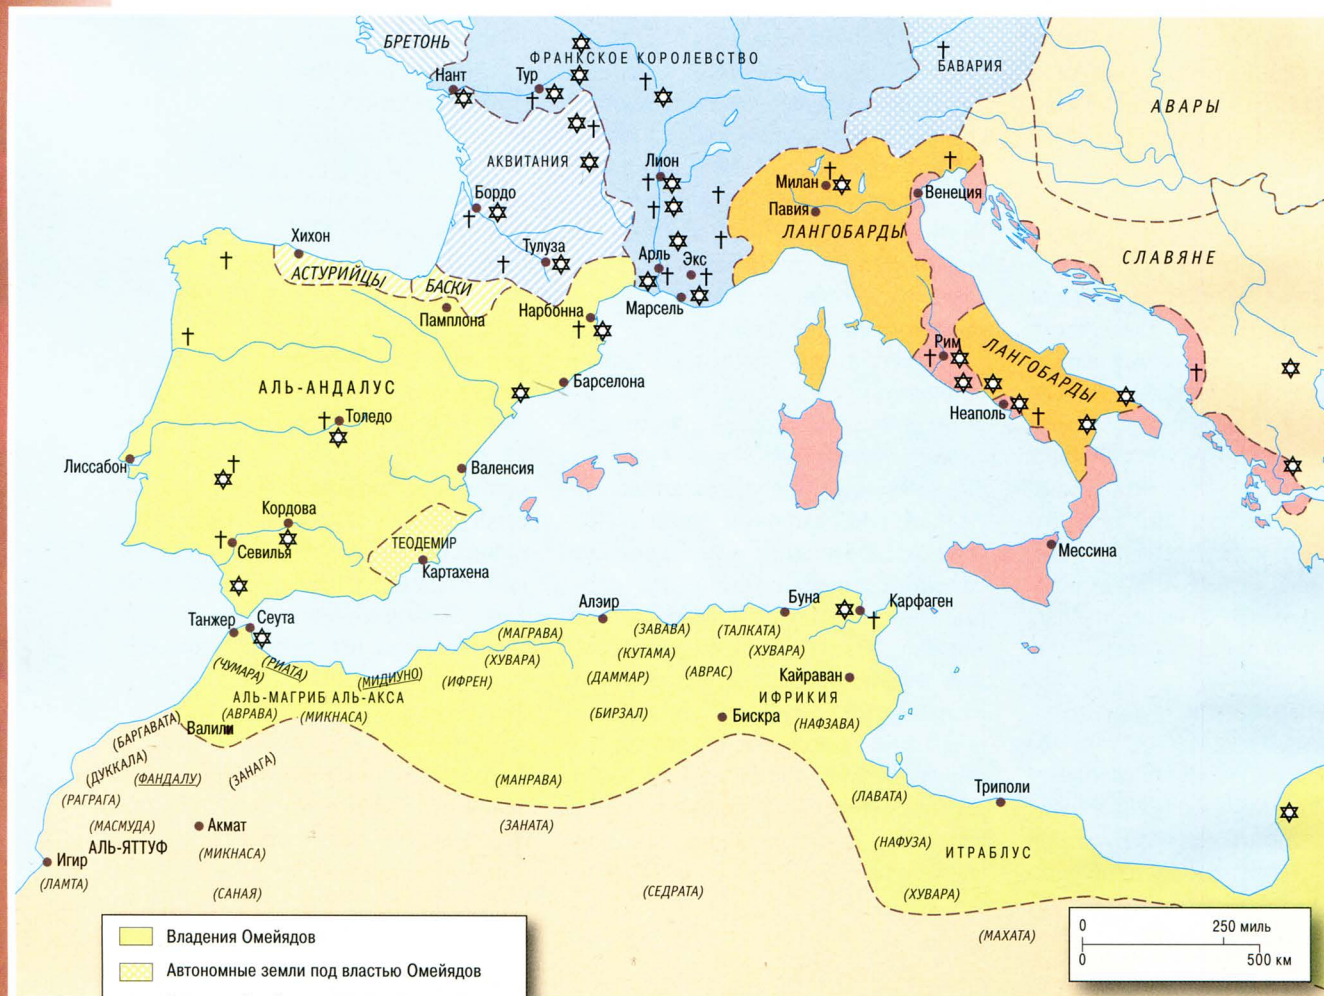 БРЕТОНЬ
ФРАНКСКОЕ КОРОЛЕВСТВО
БАВАРИЯ
Нант
Тур
АВАРЫ
АКВИТАНИЯ
Лион
Милан
Венеция
Бордо
Павия
ЛАНГОБАРДЫ
Хихон
Тулуза
Арль
Экс
СЛАВЯНЕ
АСТУРИЙЦЫ
БАСКИ
Памплона
Нарбонна
Марсель
Рим
ЛАНГОБАРДЫ
АЛЬ-АНДАЛУС
Барселона
Толедо
Неаполь
Лиссабон
Валенсия
Кордова
Севилья
ТЕОДЕМИР
Картахена
Мессина
Танжер
Сеута
Алэир
Буна
Карфаген
(МАГРАВА)
(ЗАВАВА)
(ТАЛКАТА)
(ЧУМАРА)
(РИАТА)
(МИДИУНО)
(ХУВАРА)
(КУТАМА)
(ХУВАРА)
(ИФРЕН)
(ДАММАР)
(АВРАС)
Кайраван
АЛЬ-МАГРИБ АЛЬ-АКСА
ИФРИКИЯ
(АВРАВА)
(МИКНАСА)
(БИРЗАЛ)
Бискра
(НАФЗАВА)
(БАРГАВАТА)
Валили
(ДУККАЛА)
(ФАНДАЛУ)
(ЗАНАГА)
(МАНРАВА)
(РАГРАГА)
(ЛАВАТА)
Триполи
(МАСМУДА)
Акмат
(ЗАНАТА)
АЛЬ-ЯТТУФ
(МИКНАСА)
(НАФУЗА)
ИТРАБЛУС
Игир
(ЛАМТА)
(САНАЯ)
(СЕДРАТА)
(ХУВАРА)
(МАХАТА)
Владения Омейядов
Автономные земли под властью Омейядов
0 250 миль
0 500 км